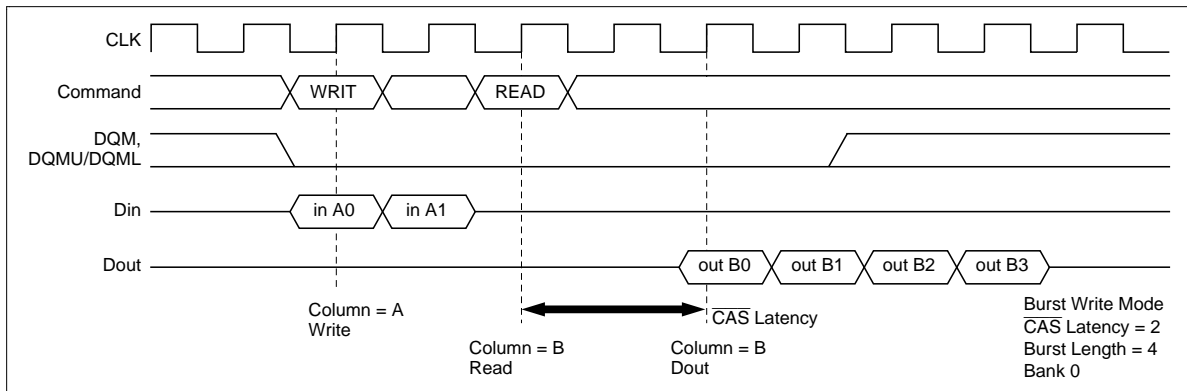 CLK
Command
WRIT
READ
DQM,
DQMU/DQML
Din
in A0
in A1
Dout
out B0
out B1
out B2
out B3
Column = A
Write
CAS Latency
Column = B
Read
Column = B
Dout
Burst Write Mode
CAS Latency = 2
Burst Length = 4
Bank 0